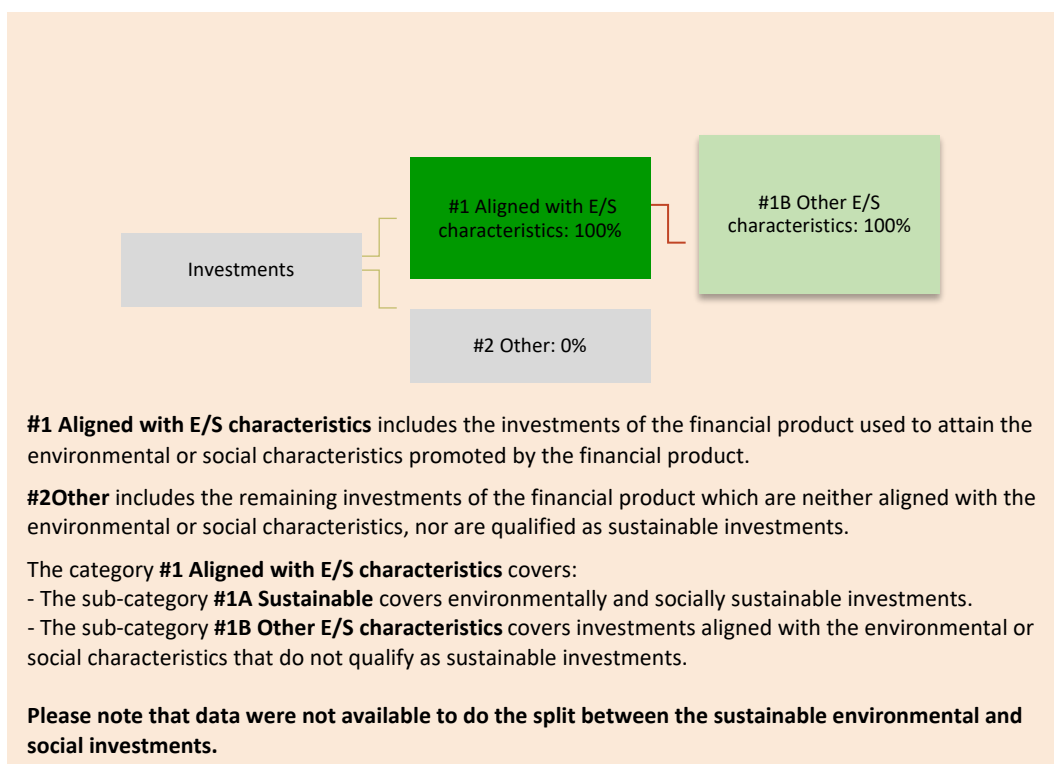 #1 Aligned with E/S
characteristics: 100%
#1B Other E/S
characteristics: 100%
Investments
#2 Other: 0%
#1 Aligned with E/S characteristics includes the investments of the financial product used to attain the
environmental or social characteristics promoted by the financial product.
#2Other includes the remaining investments of the financial product which are neither aligned with the
environmental or social characteristics, nor are qualified as sustainable investments.
The category #1 Aligned with E/S characteristics covers:
- The sub-category #1A Sustainable covers environmentally and socially sustainable investments.
- The sub-category #1B Other E/S characteristics covers investments aligned with the environmental or
social characteristics that do not qualify as sustainable investments.
Please note that data were not available to do the split between the sustainable environmental and
social investments.